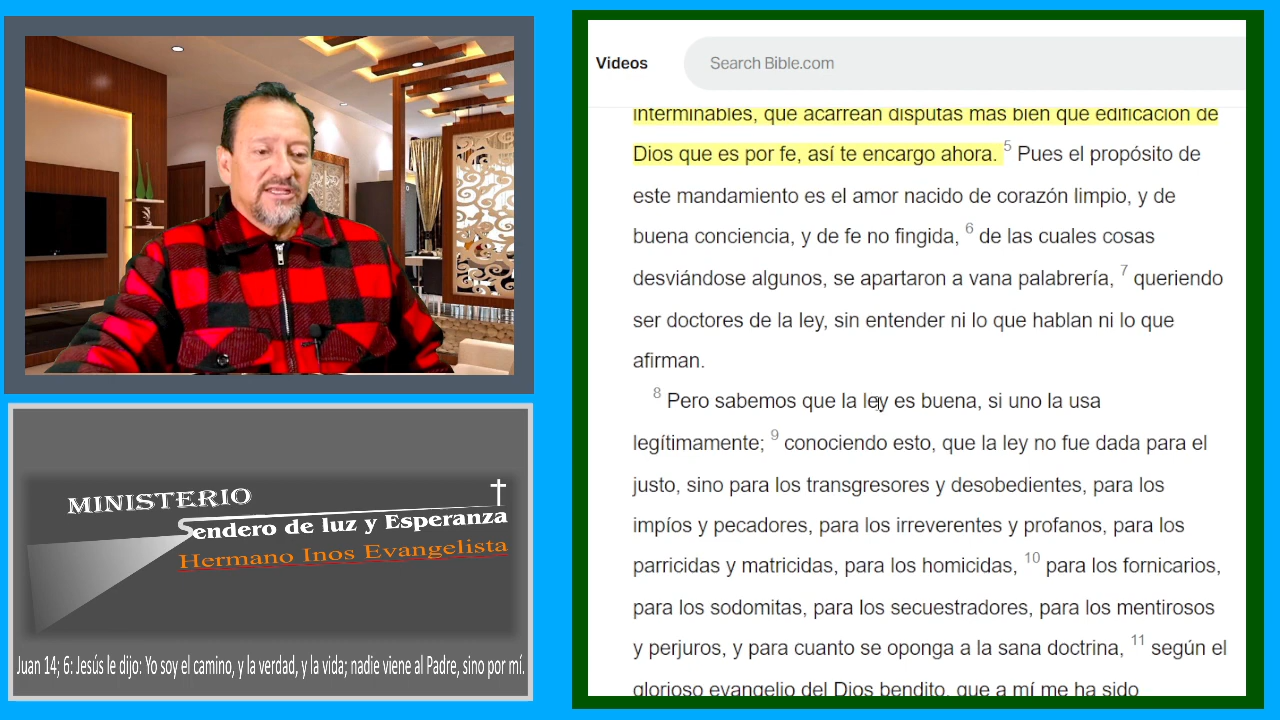 MINISTERIO
Sendero de luz y Esperanza
Hermano Inos Evangelista
Juan 14; 6: Jesús le dijo: Yo soy el camino, y la verdad, y la vida; nadie viene al Padre, sino por mí.
Videos
Search Bible.com
interminables, que acarrean disputas más bien que edificación de
Dios que es por fe, así te encargo ahora. 5 Pues el propósito de
este mandamiento es el amor nacido de corazón limpio, y de
buena conciencia, y de fe no fingida, 6 de las cuales cosas
desviándose algunos, se apartaron a vana palabrería, 7 queriendo
ser doctores de la ley, sin entender ni lo que hablan ni lo que
afirman.
8 Pero sabemos que la ley es buena, si uno la usa
legítimamente; 9 conociendo esto, que la ley no fue dada para el
justo, sino para los transgresores y desobedientes, para los
impíos y pecadores, para los irreverentes y profanos, para los
parricidas y matricidas, para los homicidas, 10 para los fornicarios,
para los sodomitas, para los secuestradores, para los mentirosos
y perjuros, y para cuanto se oponga a la sana doctrina, 11 según el
glorioso evangelio del Dios bendito, que a mí me ha sido